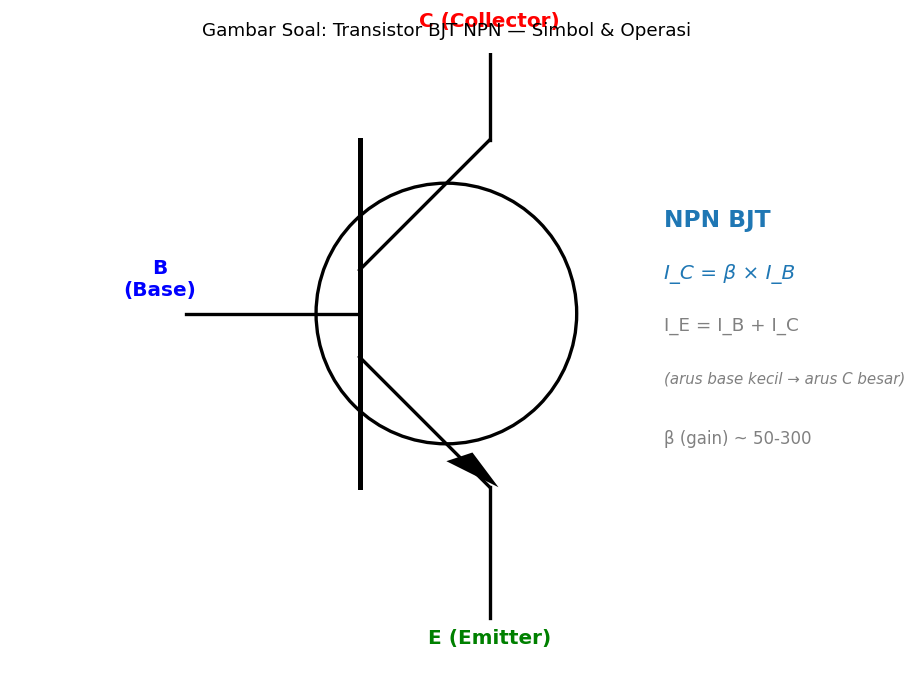 C (Collector)
Gambar Soal: Transistor BJT NPN — Simbol & Operasi
NPN BJT
I_C = β × I_B
B
(Base)
I_E = I_B + I_C
(arus base kecil → arus C besar)
β (gain) ~ 50-300
E (Emitter)